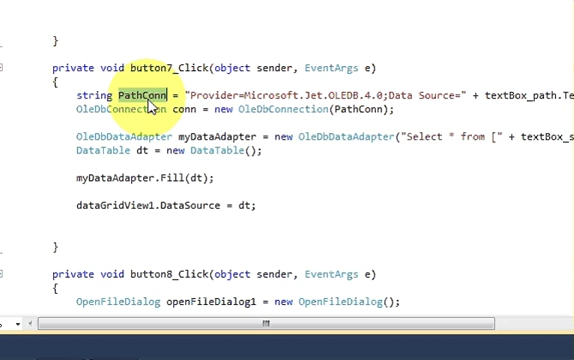 }
private void button7_Click(object sender, EventArgs e)
{
string PathConn = "Provider=Microsoft.Jet.OLEDB.4.0;Data Source=" + textBox_path.Te
OleDbConnection conn = new OleDbConnection(PathConn);
OleDbDataAdapter myDataAdapter = new OleDbDataAdapter("Select * from [" + textBox_s
DataTable dt = new DataTable();
myDataAdapter.Fill(dt);
dataGridView1.DataSource = dt;
}
private void button8_Click(object sender, EventArgs e)
{
OpenFileDialog openFileDialog1 = new OpenFileDialog();